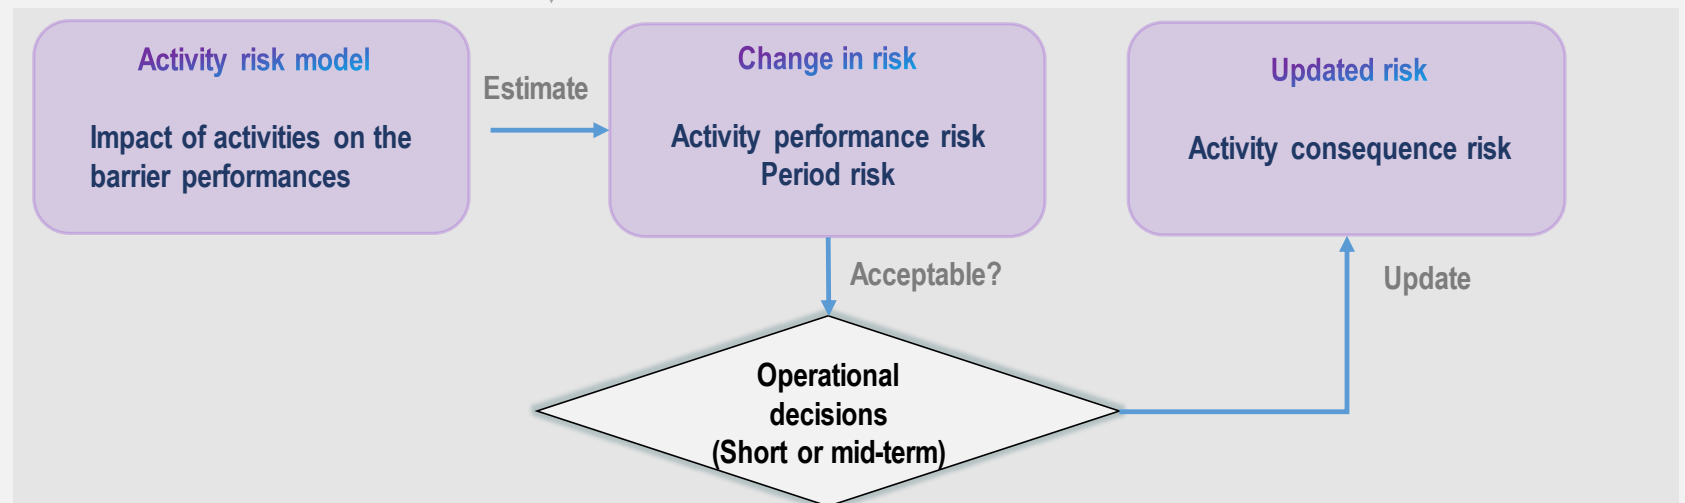 Activity risk model
Impact of activities on the
barrier performances
Estimate
Change in risk
Activity performance risk
Period risk
Updated risk
Activity consequence risk
Acceptable?
Update
Operational
decisions
(Short or mid-term)